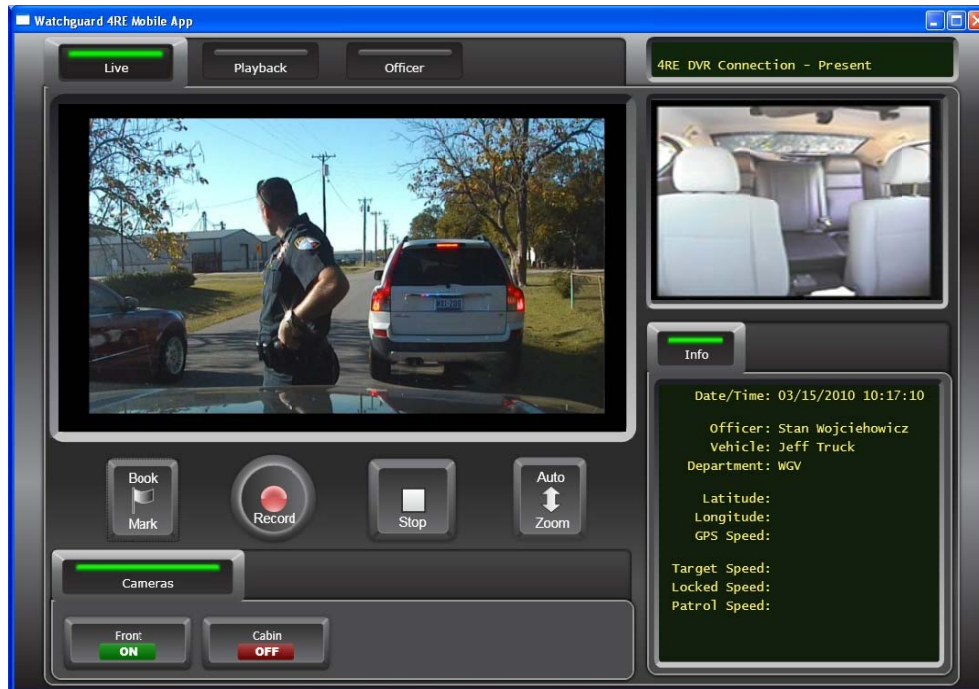 Watchguard 4RE Mobile App
Live
Playback
Officer
4RE DVR Connection - Present
Info
Date/Time: 03/15/2010 10:17:10
Officer: Stan Wojciehowicz
Vehicle: Jeff Truck
Department: WGV
Latitude:
Longitude:
GPS Speed:
Target Speed:
Locked Speed:
Patrol Speed:
Book
Mark
Record
Stop
Auto
Zoom
Cameras
Front
ON
Cabin
OFF